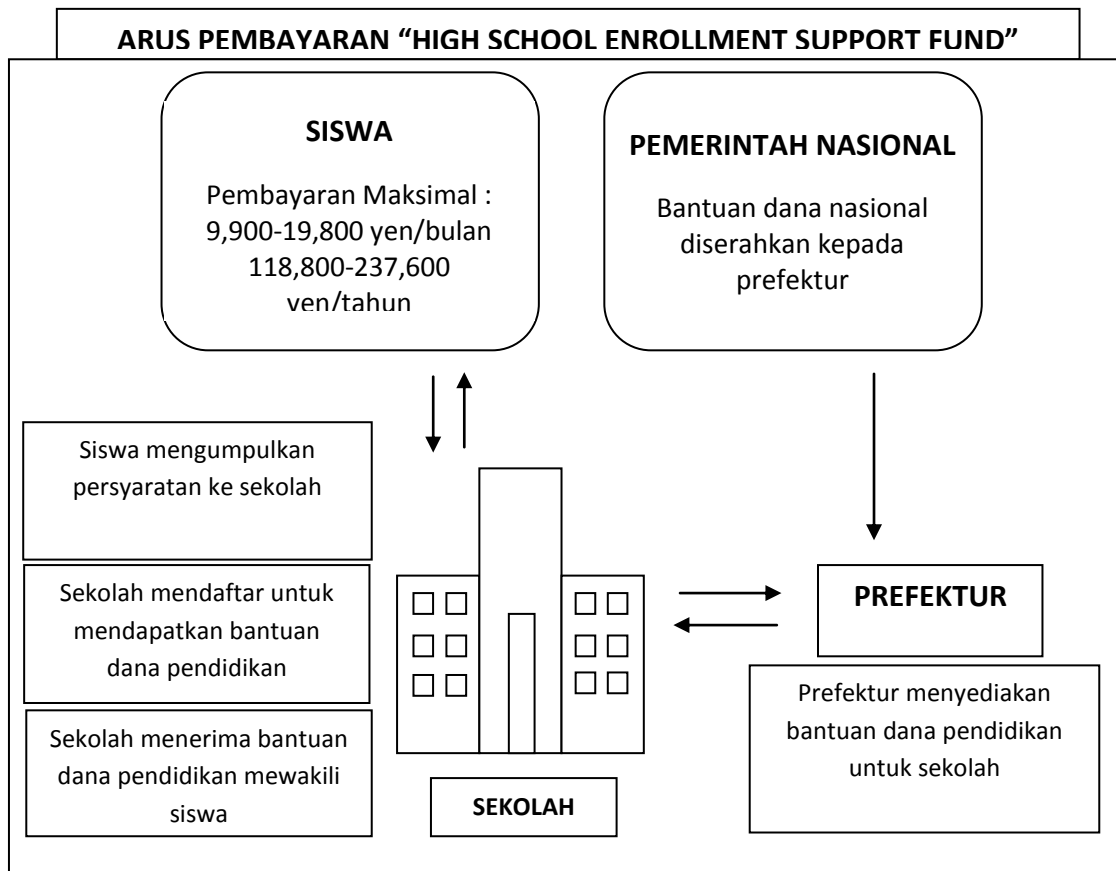 ARUS PEMBAYARAN “HIGH SCHOOL ENROLLMENT SUPPORT FUND”
SISWA
Pembayaran Maksimal :
9,900-19,800 yen/bulan
118,800-237,600
yen/tahun
PEMERINTAH NASIONAL
Bantuan dana nasional
diserahkan kepada
prefektur
Siswa mengumpulkan
persyaratan ke sekolah
Sekolah mendaftar untuk
mendapatkan bantuan
dana pendidikan
Sekolah menerima bantuan
dana pendidikan mewakili
siswa
SEKOLAH
PREFEKTUR
Prefektur menyediakan
bantuan dana pendidikan
untuk sekolah